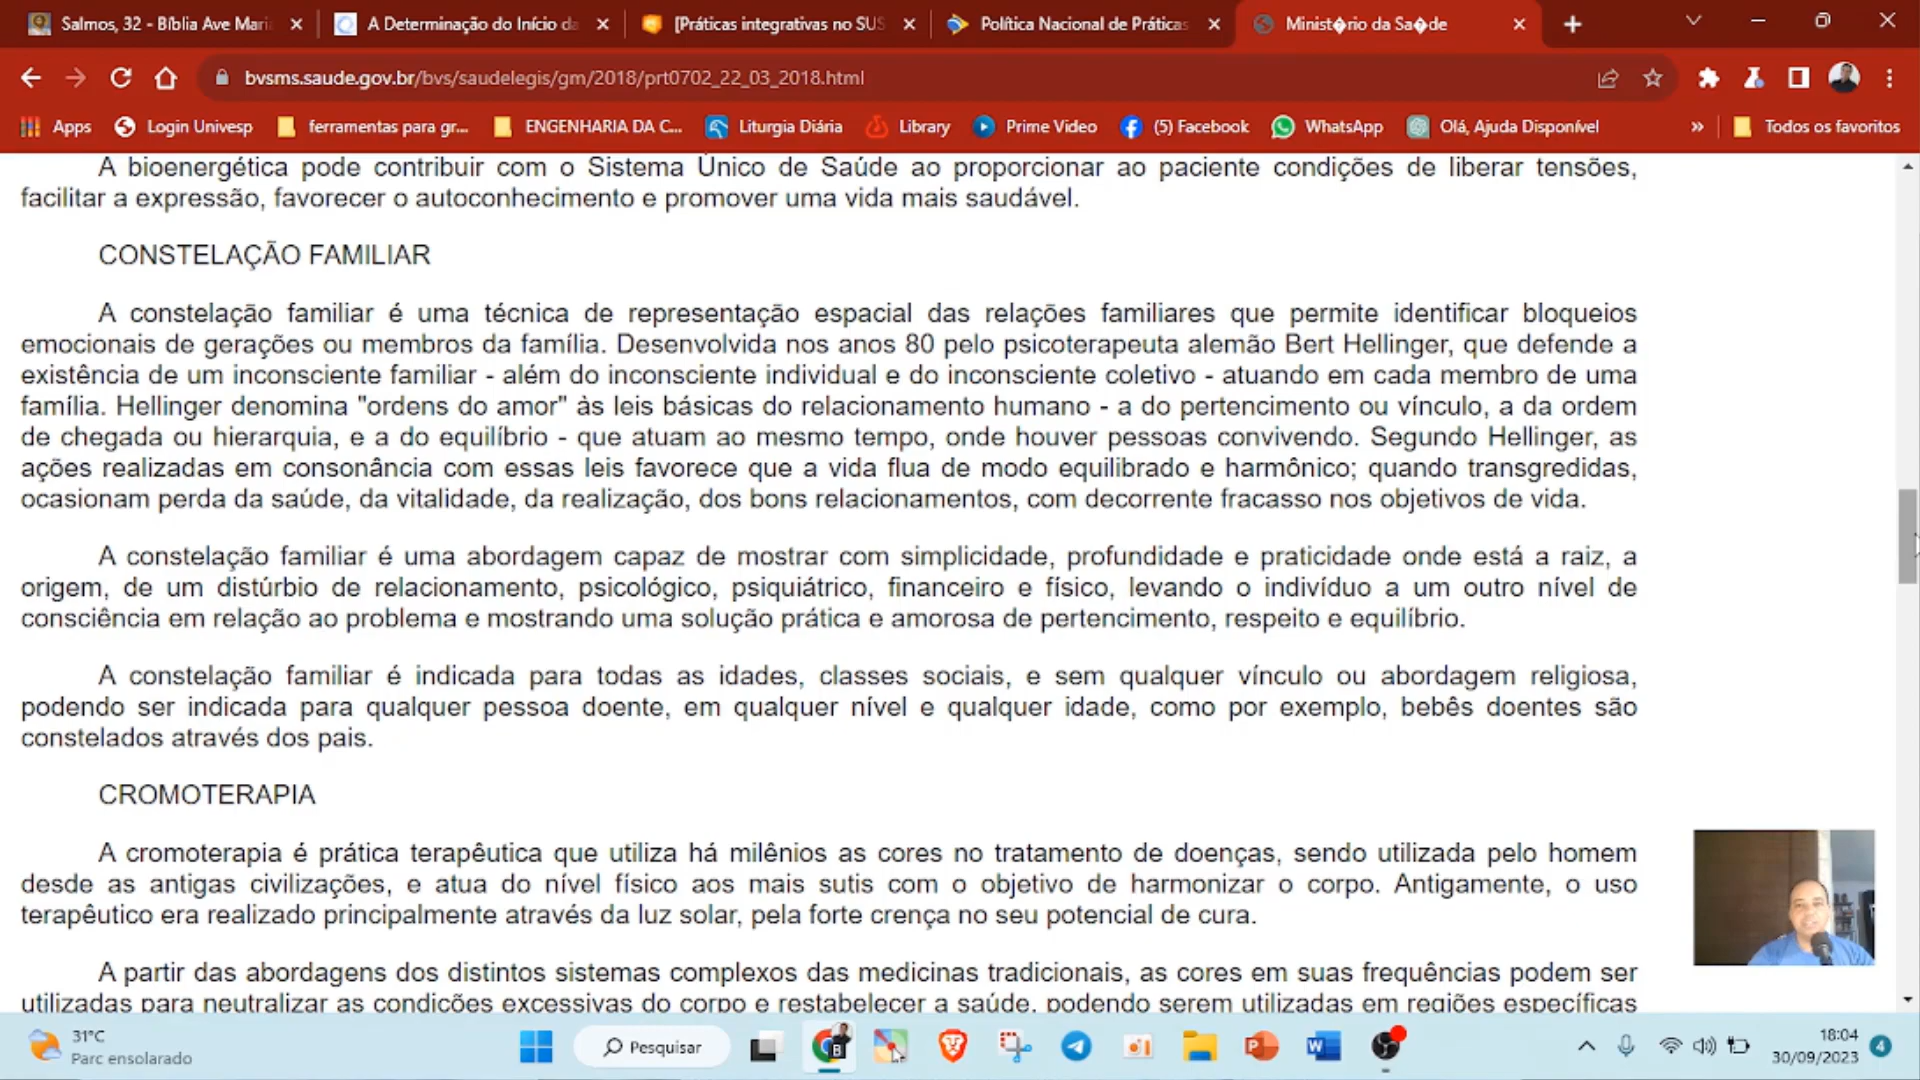 Salmos, 32 - Bíblia Ave Mari
A Determinação do Início da
[Práticas integrativas no SUS
Política Nacional de Práticas
Minist�rio da Sa�de
bvsms.saude.gov.br/bvs/saudelegis/gm/2018/prt0702_22_03_2018.html
Apps
Login Univesp
ferramentas para gr...
ENGENHARIA DA C...
Liturgia Diária
Library
Prime Video
(5) Facebook
WhatsApp
Olá, Ajuda Disponível
»
Todos os favoritos
A bioenergética pode contribuir com o Sistema Único de Saúde ao proporcionar ao paciente condições de liberar tensões,
facilitar a expressão, favorecer o autoconhecimento e promover uma vida mais saudável.
CONSTELAÇÃO FAMILIAR
A constelação familiar é uma técnica de representação espacial das relações familiares que permite identificar bloqueios
emocionais de gerações ou membros da família. Desenvolvida nos anos 80 pelo psicoterapeuta alemão Bert Hellinger, que defende a
existência de um inconsciente familiar - além do inconsciente individual e do inconsciente coletivo - atuando em cada membro de uma
família. Hellinger denomina "ordens do amor" às leis básicas do relacionamento humano - a do pertencimento ou vínculo, a da ordem
de chegada ou hierarquia, e a do equilíbrio - que atuam ao mesmo tempo, onde houver pessoas convivendo. Segundo Hellinger, as
ações realizadas em consonância com essas leis favorece que a vida flua de modo equilibrado e harmônico; quando transgredidas,
ocasionam perda da saúde, da vitalidade, da realização, dos bons relacionamentos, com decorrente fracasso nos objetivos de vida.
A constelação familiar é uma abordagem capaz de mostrar com simplicidade, profundidade e praticidade onde está a raiz, a
origem, de um distúrbio de relacionamento, psicológico, psiquiátrico, financeiro e físico, levando o indivíduo a um outro nível de
consciência em relação ao problema e mostrando uma solução prática e amorosa de pertencimento, respeito e equilíbrio.
A constelação familiar é indicada para todas as idades, classes sociais, e sem qualquer vínculo ou abordagem religiosa,
podendo ser indicada para qualquer pessoa doente, em qualquer nível e qualquer idade, como por exemplo, bebês doentes são
constelados através dos pais.
CROMOTERAPIA
A cromoterapia é prática terapêutica que utiliza há milênios as cores no tratamento de doenças, sendo utilizada pelo homem
desde as antigas civilizações, e atua do nível físico aos mais sutis com o objetivo de harmonizar o corpo. Antigamente, o uso
terapêutico era realizado principalmente através da luz solar, pela forte crença no seu potencial de cura.
A partir das abordagens dos distintos sistemas complexos das medicinas tradicionais, as cores em suas frequências podem ser
utilizadas para neutralizar as condições excessivas do corpo e restabelecer a saúde, podendo serem utilizadas em regiões específicas
31°C
Parc ensolarado
Pesquisar
18:04
30/09/2023
4